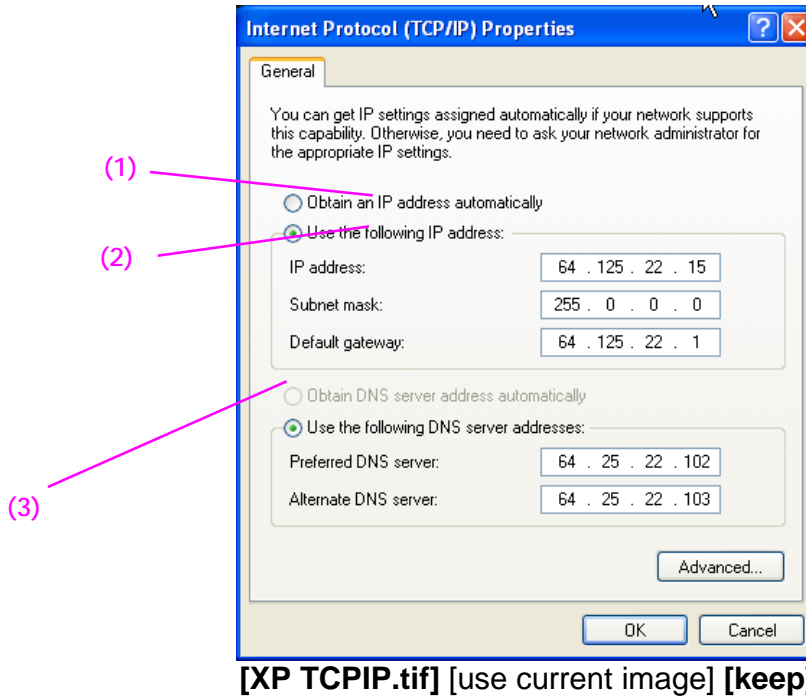 Internet Protocol (TCP/IP) Properties
General
You can get IP settings assigned automatically if your network supports
this capability. Otherwise, you need to ask your network administrator for
the appropriate IP settings.
(1)
Obtain an IP address automatically
(2)
Use the following IP address:
IP address: 64 . 125 . 22 . 15
Subnet mask: 255 . 0 . 0 . 0
Default gateway: 64 . 125 . 22 . 1
Obtain DNS server address automatically
Use the following DNS server addresses:
Preferred DNS server: 64 . 25 . 22 . 102
(3)
Alternate DNS server: 64 . 25 . 22 . 103
Advanced...
OK Cancel
[XP TCPIP.tif] [use current image] [keep]